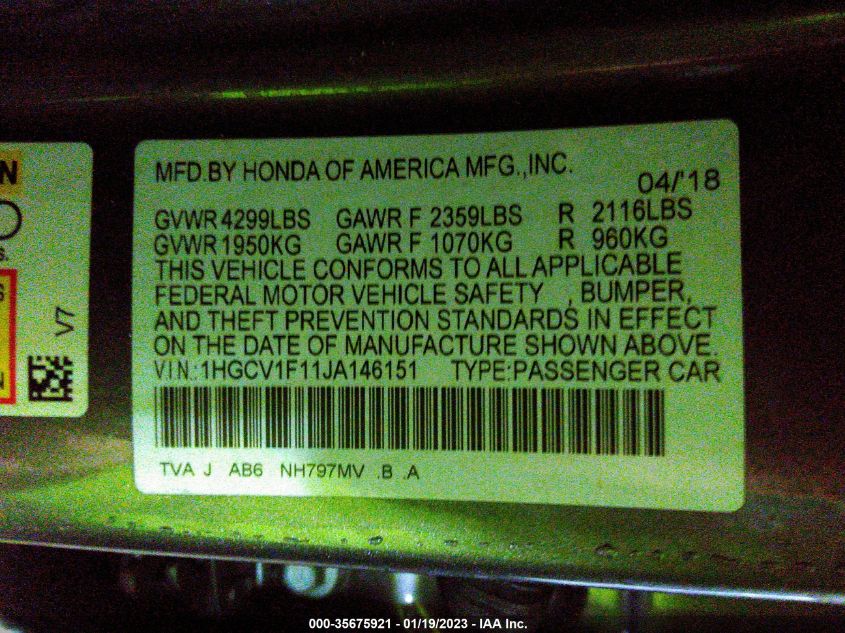 MFD.BY HONDA OF AMERICA MFG.,INC.
04/'18
GVWR 4299LBS GAWR F 2359LBS R 2116LBS
GVWR 1950KG GAWR F 1070KG R 960KG
THIS VEHICLE CONFORMS TO ALL APPLICABLE
FEDERAL MOTOR VEHICLE SAFETY , BUMPER,
AND THEFT PREVENTION STANDARDS IN EFFECT
ON THE DATE OF MANUFACTURE SHOWN ABOVE.
VIN.:1HGCV1F11JA146151 TYPE:PASSENGER CAR
TVA J AB6 NH797MV .B .A
V7
000-35675921 - 01/19/2023 - IAA Inc.